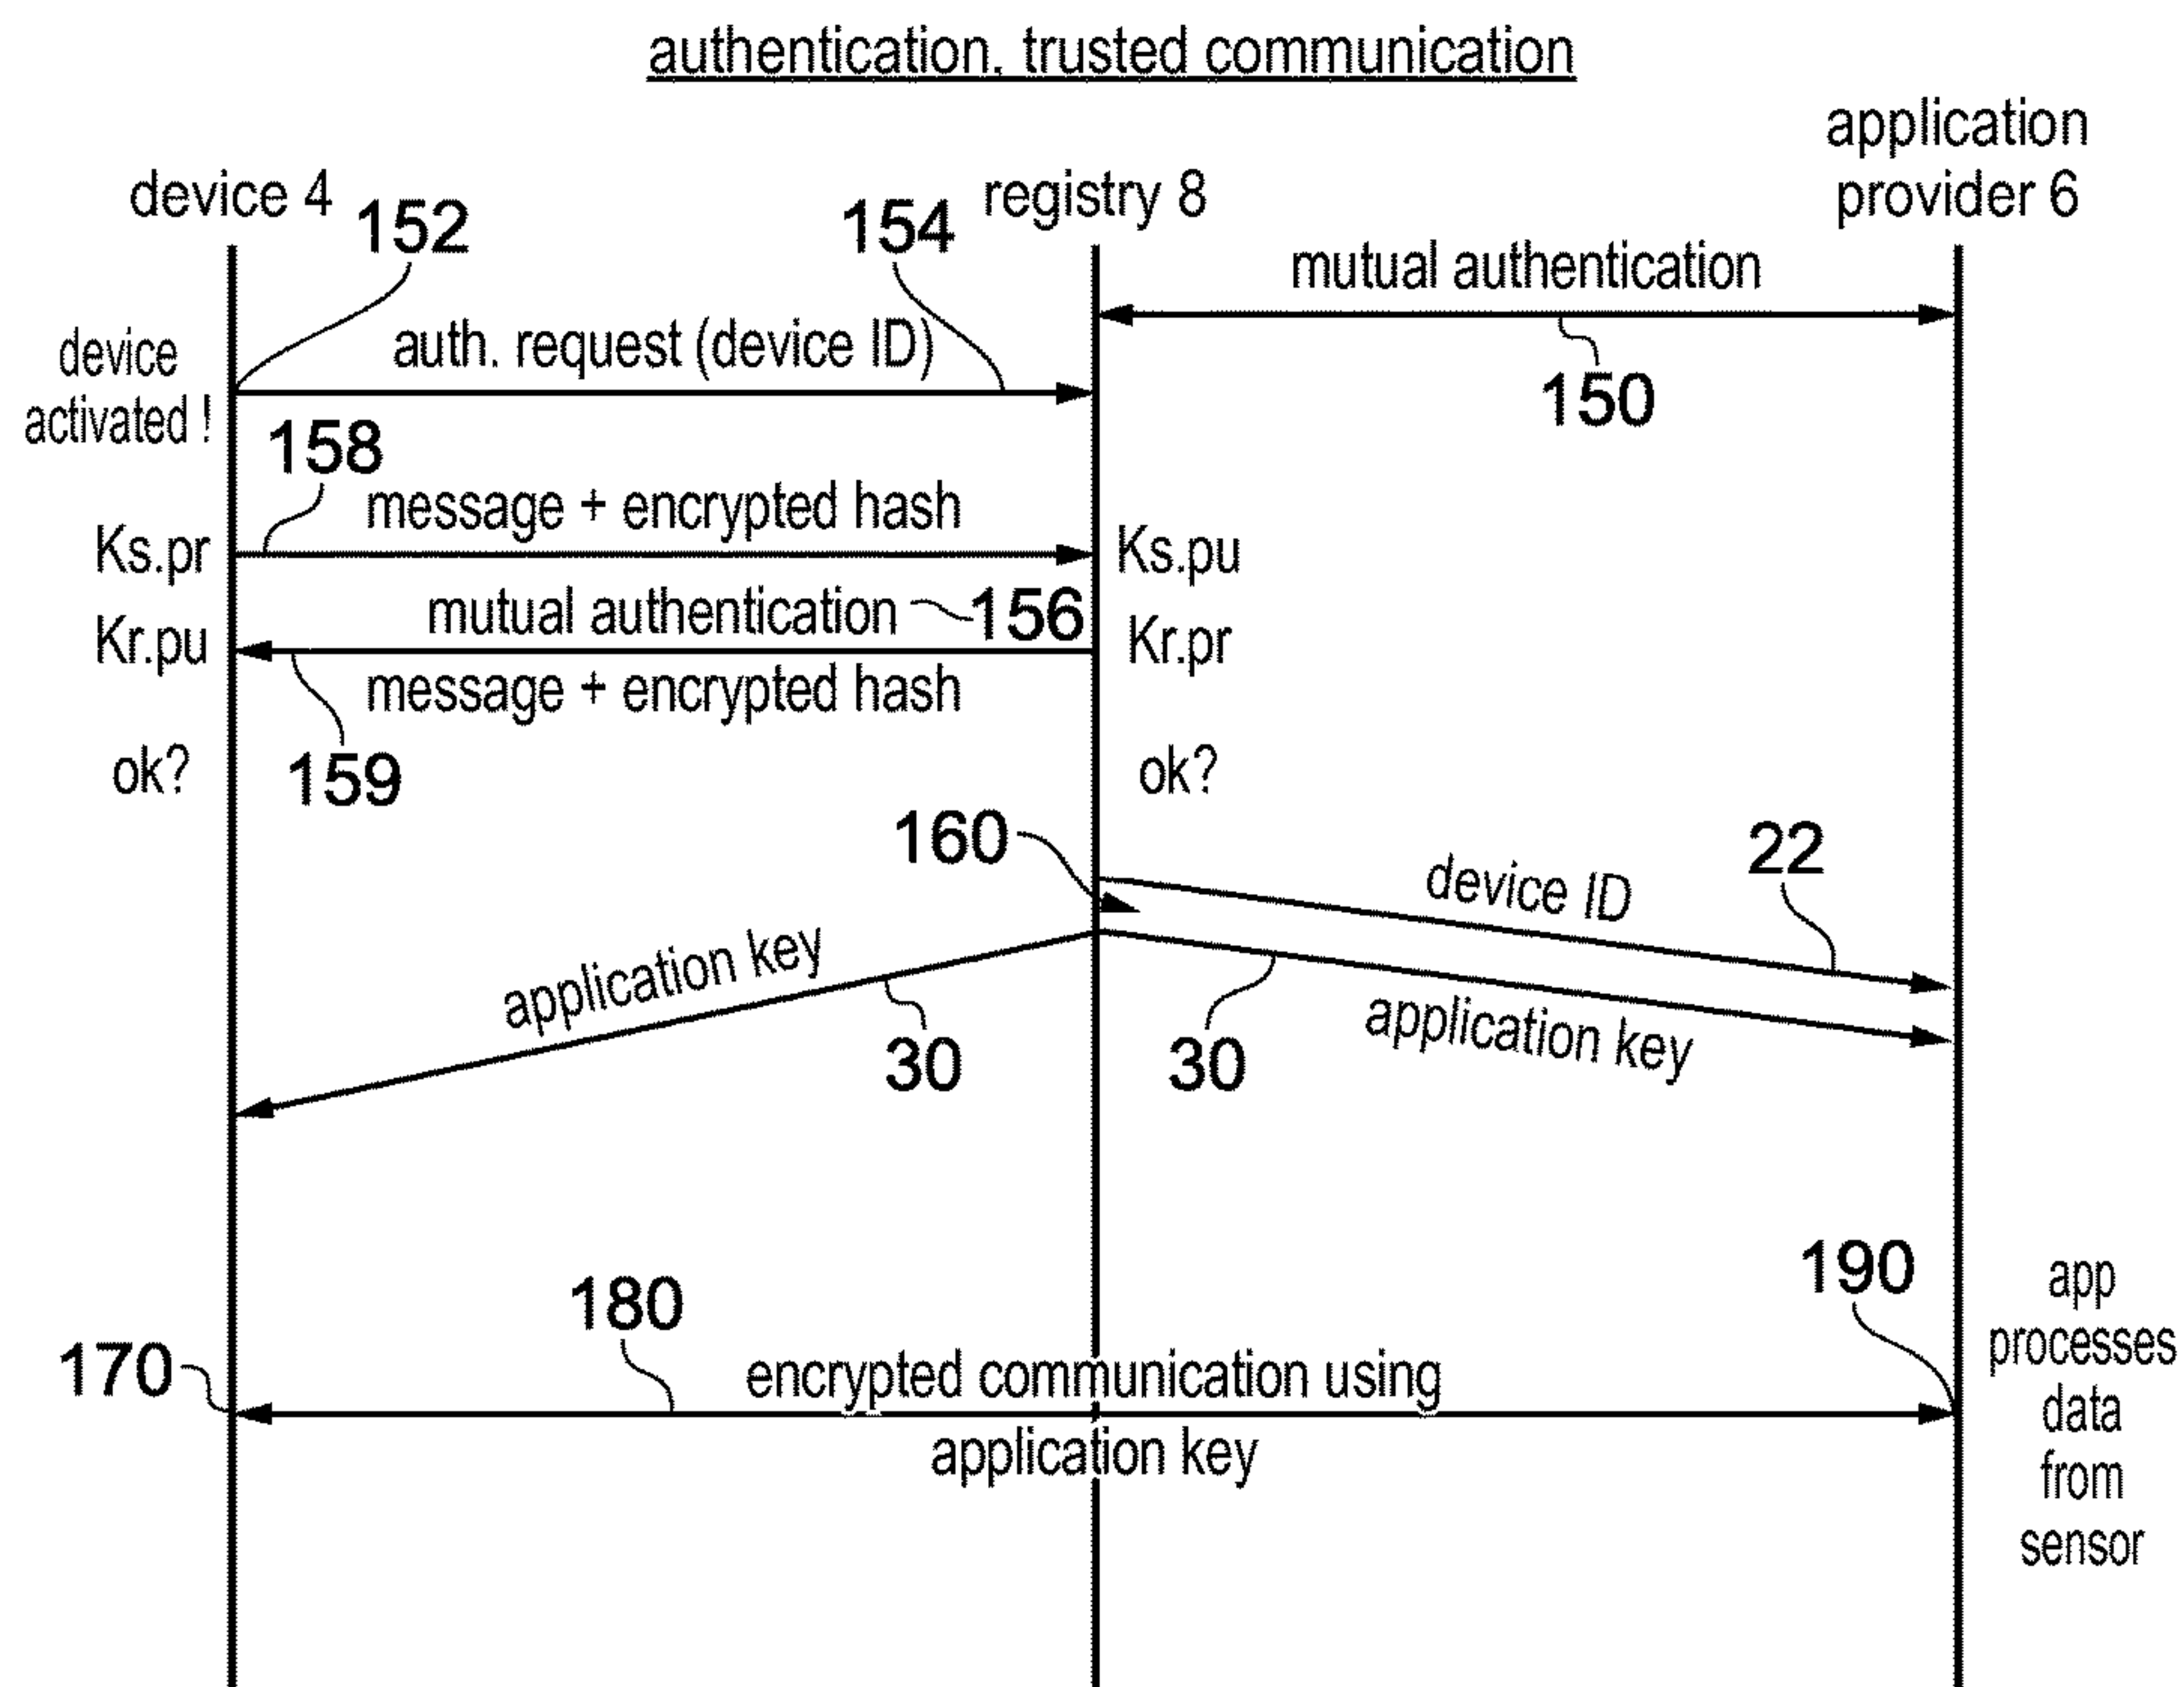 authentication, trusted communication
application
provider 6
device 4
registry 8
152
154
mutual authentication
150
device
activated !
auth. request (device ID)
158
message + encrypted hash
Ks.pr
Ks.pu
mutual authentication
156
Kr.pu
Kr.pr
message + encrypted hash
159
ok?
ok?
160
22
device ID
application key
30
30
application key
170
180
190
encrypted communication using
application key
app
processes
data
from
sensor